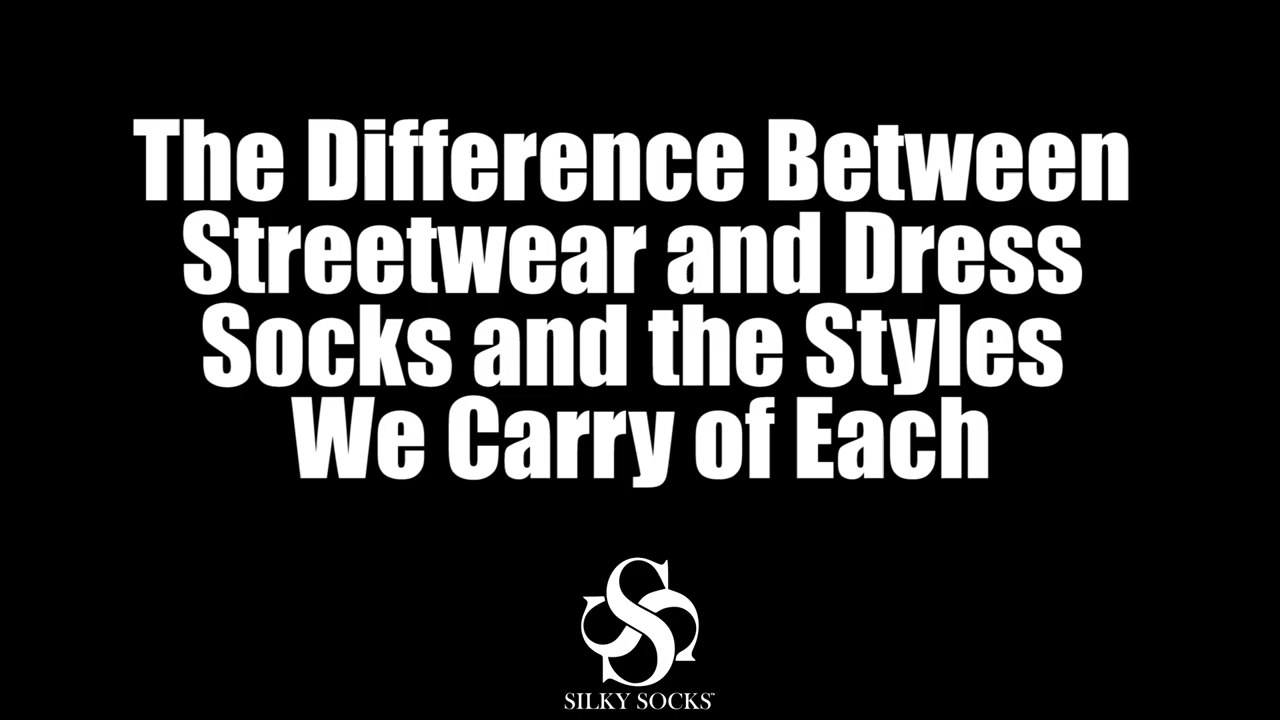 The Difference Between
Streetwear and Dress
Socks and the Styles
We Carry of Each
SILKY SOCKS™